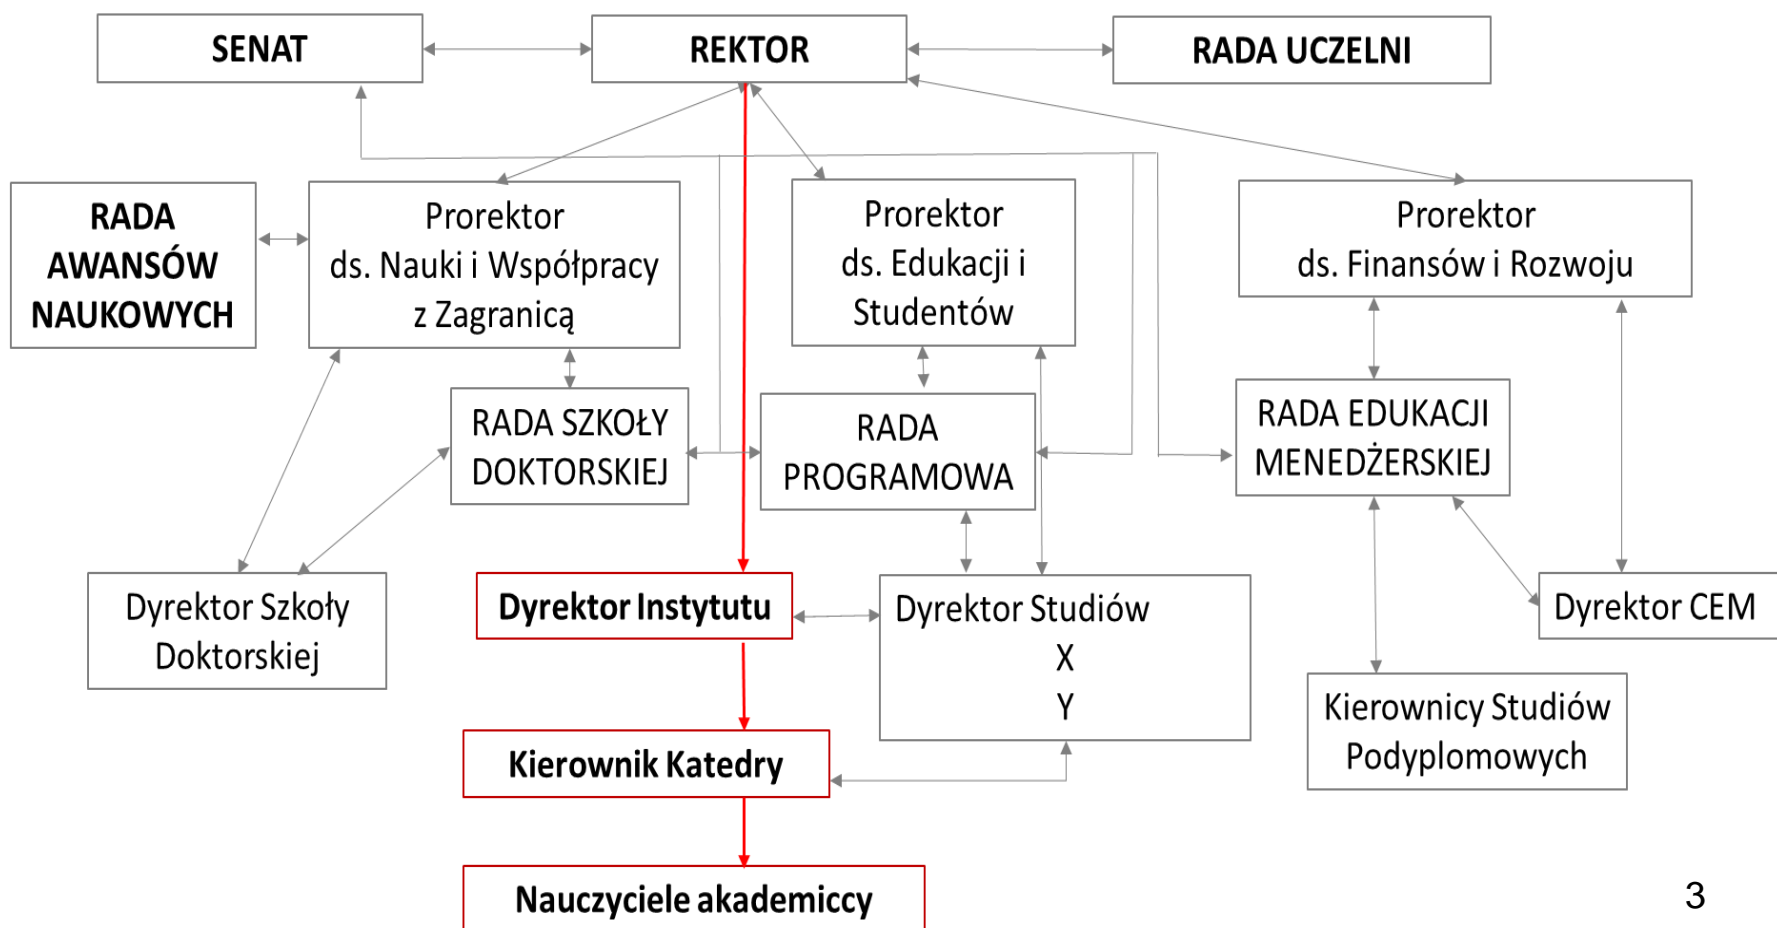 SENAT
REKTOR
RADA UCZELNI
RADA
AWANSÓW
NAUKOWYCH
Prorektor
ds. Nauki i Współpracy
z Zagranicą
Prorektor
ds. Edukacji i
Studentów
Prorektor
ds. Finansów i Rozwoju
RADA SZKOŁY
DOKTORSKIEJ
RADA
PROGRAMOWA
RADA EDUKACJI
MENEDŻERSKIEJ
Dyrektor Szkoły
Doktorskiej
Dyrektor Instytutu
Dyrektor Studiów
X
Y
Dyrektor CEM
Kierownik Katedry
Kierownicy Studiów
Podyplomowych
Nauczyciele akademiccy
3